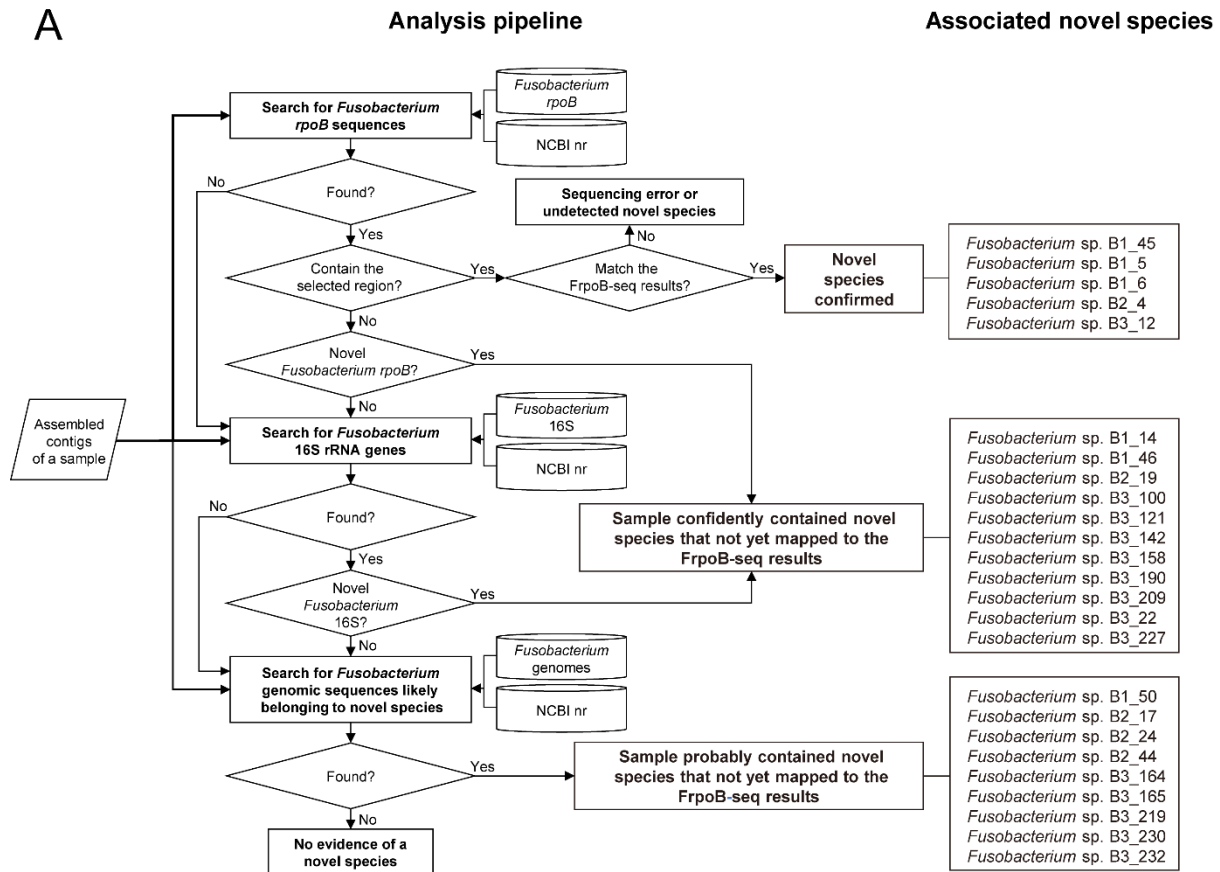 A
Analysis pipeline
Associated novel species
Search for Fusobacterium
rpoB sequences
Fusobacterium
rpoB
NCBI nr
No
Found?
Yes
Contain the
selected region?
Yes
Sequencing error or
undetected novel species
No
Match the
FrpoB-seq results?
Yes
Novel
species
confirmed
Fusobacterium sp. B1_45
Fusobacterium sp. B1_5
Fusobacterium sp. B1_6
Fusobacterium sp. B2_4
Fusobacterium sp. B3_12
No
Novel
Fusobacterium rpoB?
Yes
No
Assembled
contigs
of a sample
Search for Fusobacterium
16S rRNA genes
Fusobacterium
16S
NCBI nr
No
Found?
Yes
Novel
Fusobacterium
16S?
Yes
Sample confidently contained novel
species that not yet mapped to the
FrpoB-seq results
Fusobacterium sp. B1_14
Fusobacterium sp. B1_46
Fusobacterium sp. B2_19
Fusobacterium sp. B3_100
Fusobacterium sp. B3_121
Fusobacterium sp. B3_142
Fusobacterium sp. B3_158
Fusobacterium sp. B3_190
Fusobacterium sp. B3_209
Fusobacterium sp. B3_22
Fusobacterium sp. B3_227
No
Search for Fusobacterium
genomic sequences likely
belonging to novel species
Fusobacterium
genomes
NCBI nr
Found?
Yes
Sample probably contained novel
species that not yet mapped to the
FrpoB-seq results
Fusobacterium sp. B1_50
Fusobacterium sp. B2_17
Fusobacterium sp. B2_24
Fusobacterium sp. B2_44
Fusobacterium sp. B3_164
Fusobacterium sp. B3_165
Fusobacterium sp. B3_219
Fusobacterium sp. B3_230
Fusobacterium sp. B3_232
No
No evidence of a
novel species